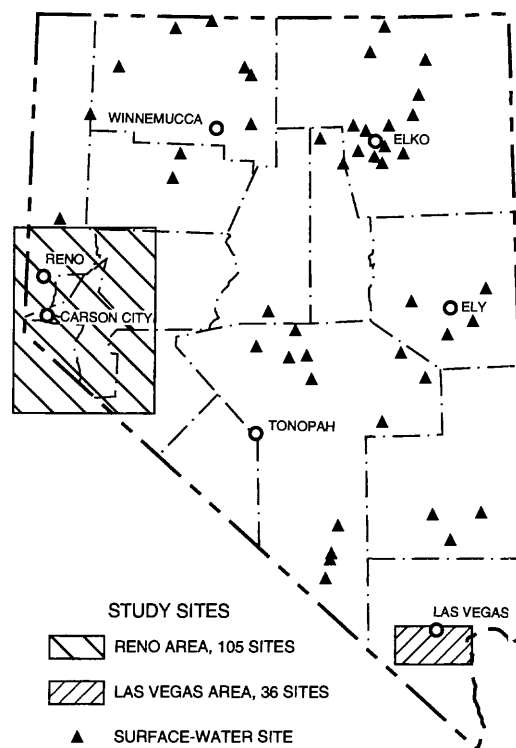 WINNEMUCCA
ELKO
RENO
CARSON CITY
ELY
TONOPAH
LAS VEGAS
STUDY SITES
RENO AREA, 105 SITES
LAS VEGAS AREA, 36 SITES
SURFACE-WATER SITE